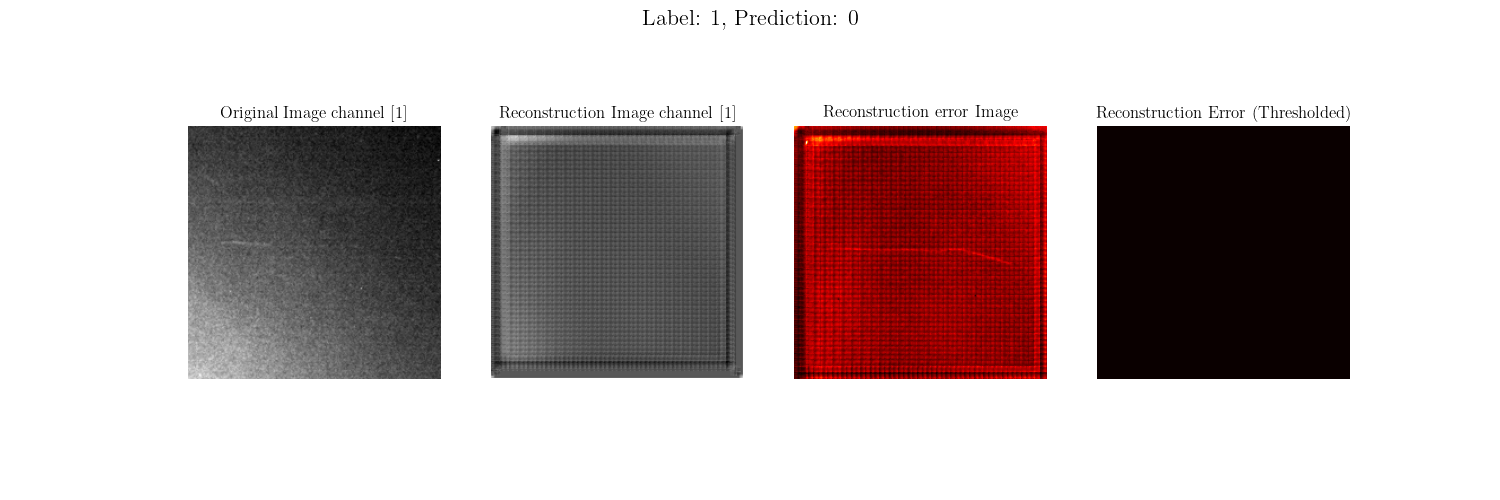 Label: 1, Prediction: 0
Original Image channel [1]
Reconstruction Image channel [1]
Reconstruction error Image
Reconstruction Error (Thresholded)